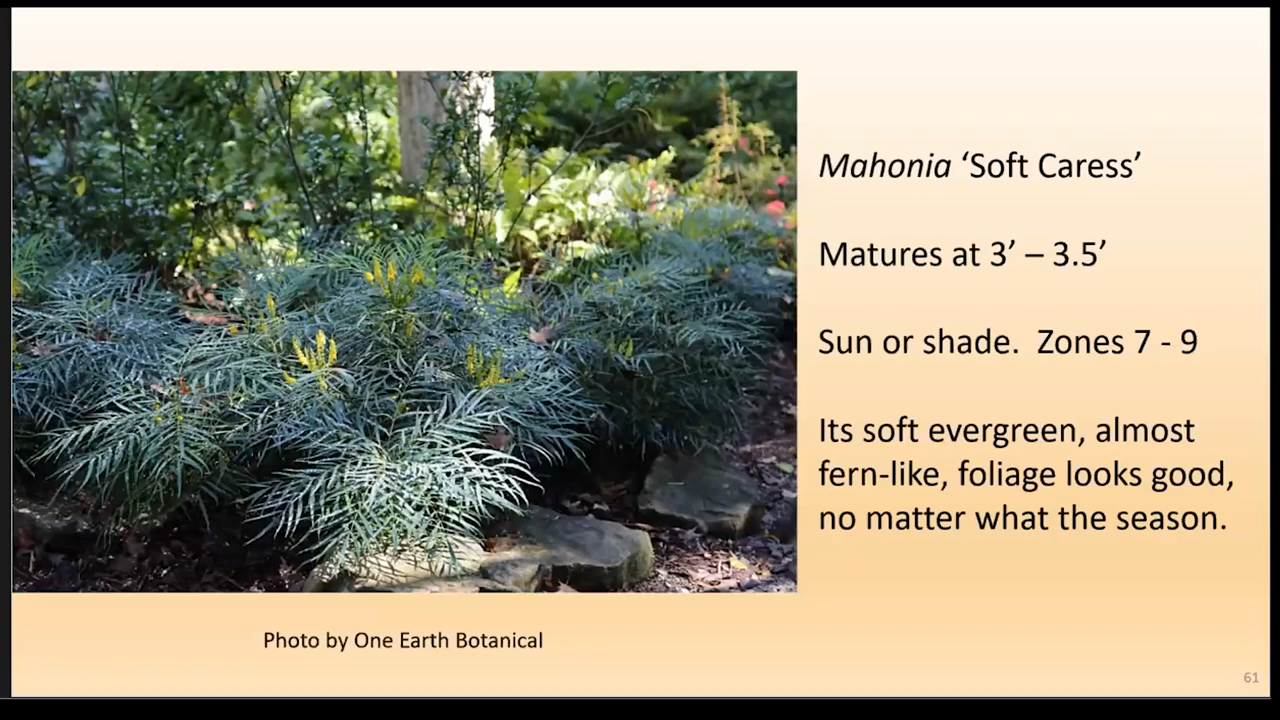 Mahonia ‘Soft Caress’
Matures at 3’ – 3.5’
Sun or shade.  Zones 7 - 9
Its soft evergreen, almost
fern-like, foliage looks good,
no matter what the season.
Photo by One Earth Botanical
61